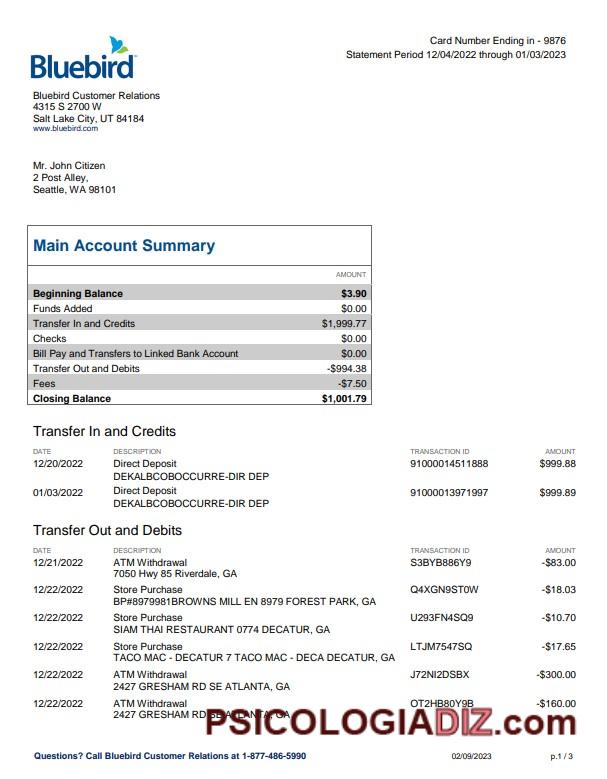 Card Number Ending in - 9876
Statement Period 12/04/2022 through 01/03/2023
Bluebird
Bluebird Customer Relations
4315 S 2700 W
Salt Lake City, UT 84184
www.bluebird.com
Mr. John Citizen
2 Post Alley,
Seattle, WA 98101
Main Account Summary
AMOUNT
Beginning Balance $3.90
Funds Added $0.00
Transfer In and Credits $1,999.77
Checks $0.00
Bill Pay and Transfers to Linked Bank Account $0.00
Transfer Out and Debits -$994.38
Fees -$7.50
Closing Balance $1,001.79
Transfer In and Credits
DATE DESCRIPTION TRANSACTION ID AMOUNT
12/20/2022 Direct Deposit 91000014511888 $999.88
DEKALBCOBOCCURRE-DIR DEP
01/03/2022 Direct Deposit 91000013971997 $999.89
DEKALBCOBOCCURRE-DIR DEP
Transfer Out and Debits
DATE DESCRIPTION TRANSACTION ID AMOUNT
12/21/2022 ATM Withdrawal S3BYB886Y9 -$83.00
7050 Hwy 85 Riverdale, GA
12/22/2022 Store Purchase Q4XGN9ST0W -$18.03
BP#8979981BROWNS MILL EN 8979 FOREST PARK, GA
12/22/2022 Store Purchase U293FN4SQ9 -$10.70
SIAM THAI RESTAURANT 0774 DECATUR, GA
12/22/2022 Store Purchase LTJM7547SQ -$17.65
TACO MAC - DECATUR 7 TACO MAC - DECA DECATUR, GA
12/22/2022 ATM Withdrawal J72NI2DSBX -$300.00
2427 GRESHAM RD SE ATLANTA, GA
12/22/2022 ATM Withdrawal OT2HB80Y9B -$160.00
2427 GRESHAM RD SE ATLANTA, GA
PSICOLOGIADIZ.com
Questions? Call Bluebird Customer Relations at 1-877-486-5990 02/09/2023 p.1 / 3